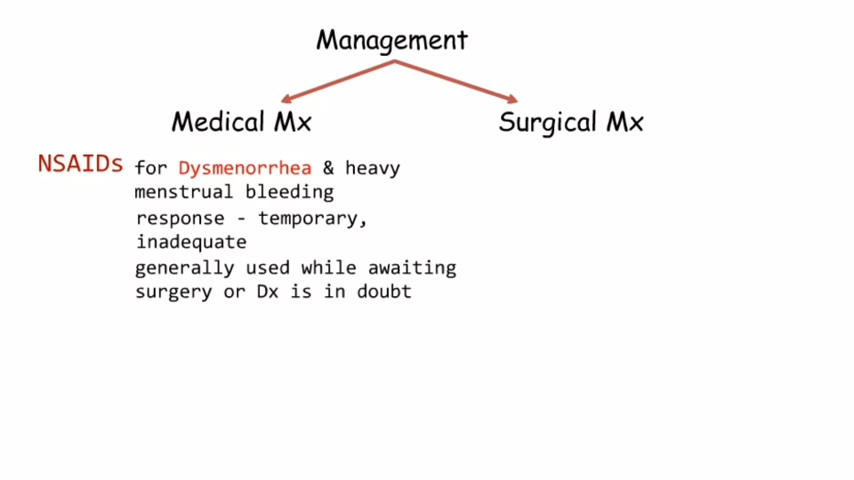 Management
Medical Mx
Surgical Mx
NSAIDs for Dysmenorrhea & heavy
menstrual bleeding
response - temporary,
inadequate
generally used while awaiting
surgery or Dx is in doubt